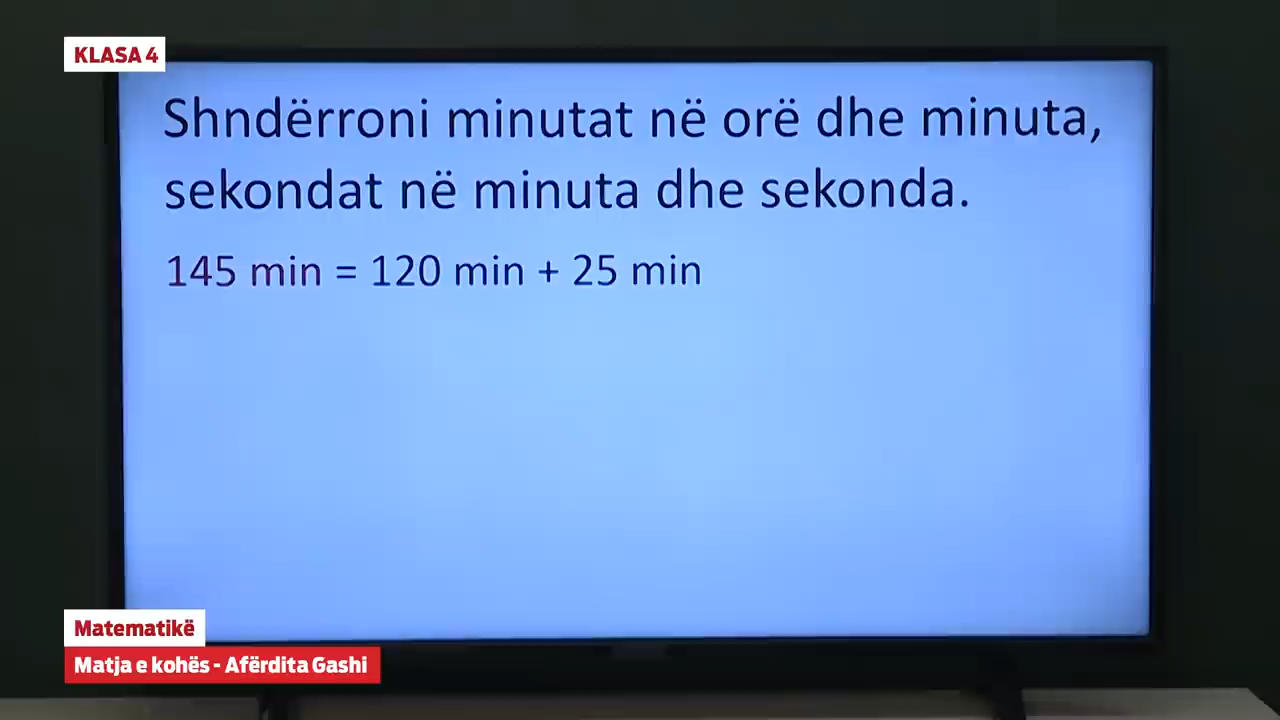 KLASA 4
Shndërroni minutat në orë dhe minuta,
sekondat në minuta dhe sekonda.
145 min = 120 min + 25 min
Matematikë
Matja e kohës - Afërdita Gashi